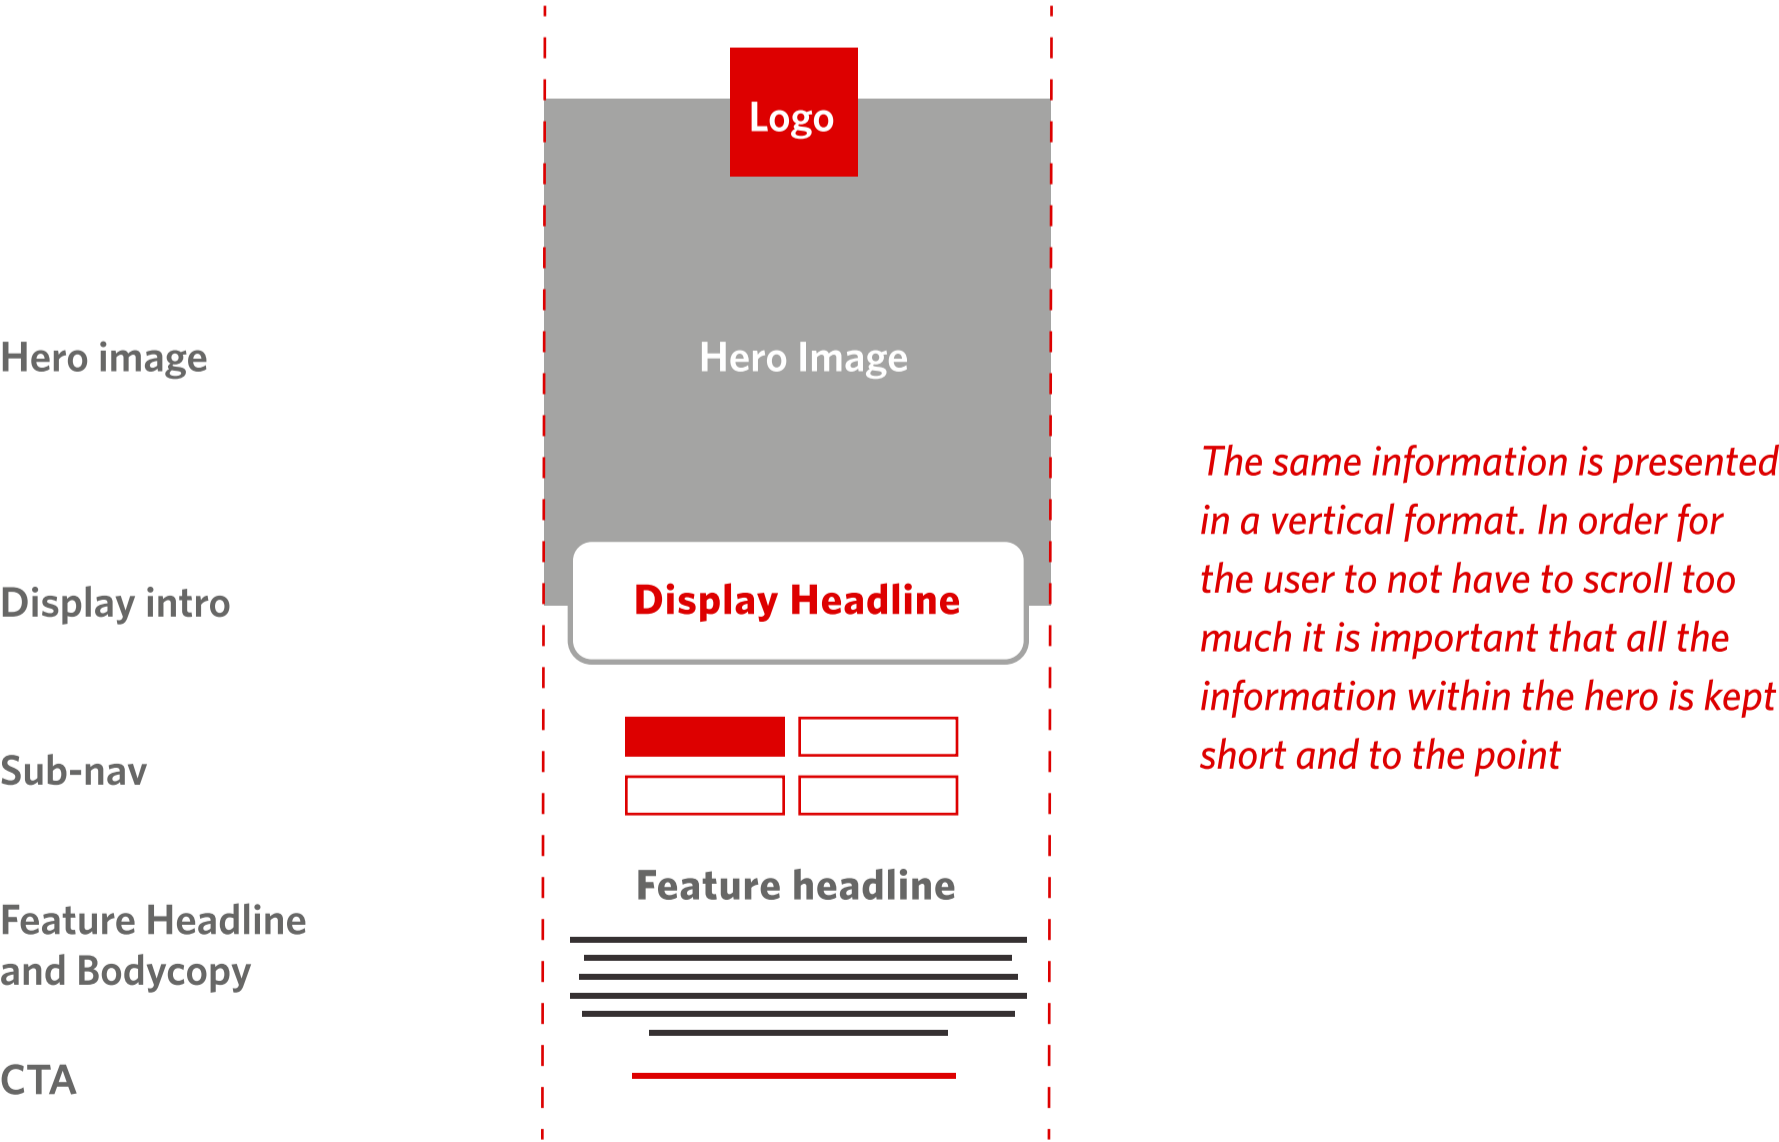 Logo
Hero image
Hero Image
Display intro
Display Headline
Sub-nav
Feature headline
Feature Headline
and Bodycopy
CTA
The same information is presented
in a vertical format. In order for
the user to not have to scroll too
much it is important that all the
information within the hero is kept
short and to the point